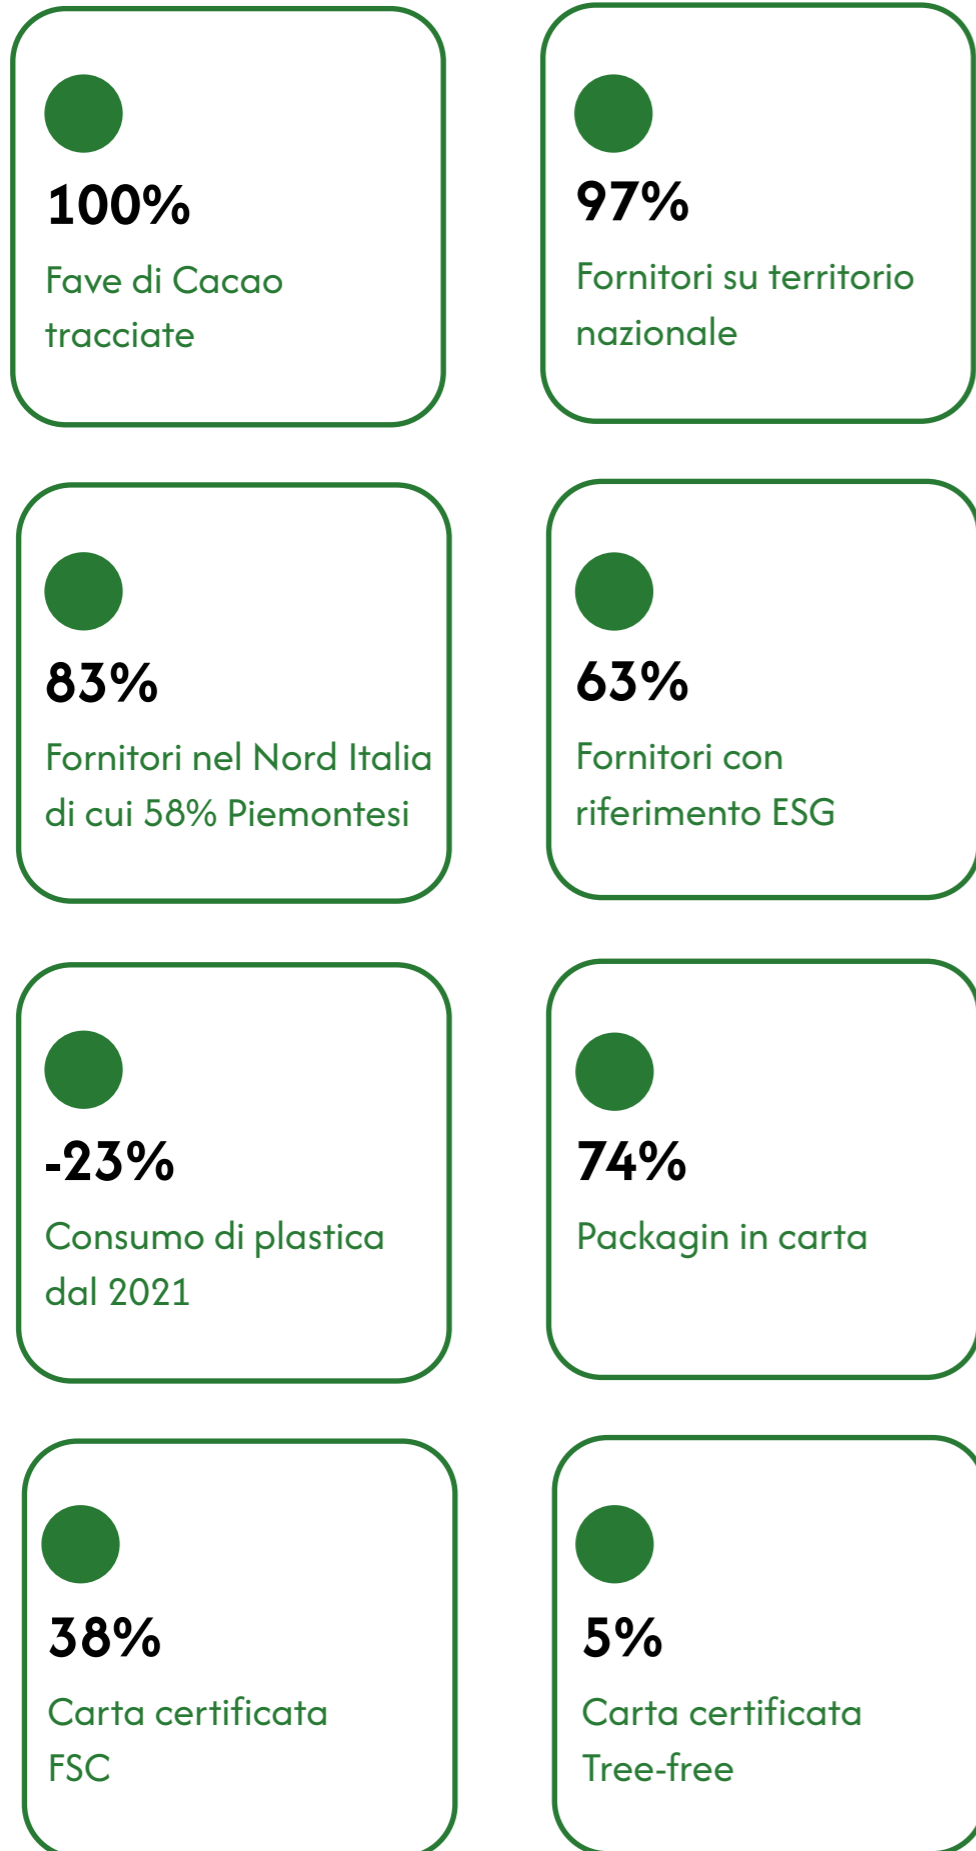 100%
Fave di Cacao
tracciate
97%
Fornitori su territorio
nazionale
83%
Fornitori nel Nord Italia
di cui 58% Piemontesi
63%
Fornitori con
riferimento ESG
-23%
Consumo di plastica
dal 2021
74%
Packagin in carta
38%
Carta certificata
FSC
5%
Carta certificata
Tree-free